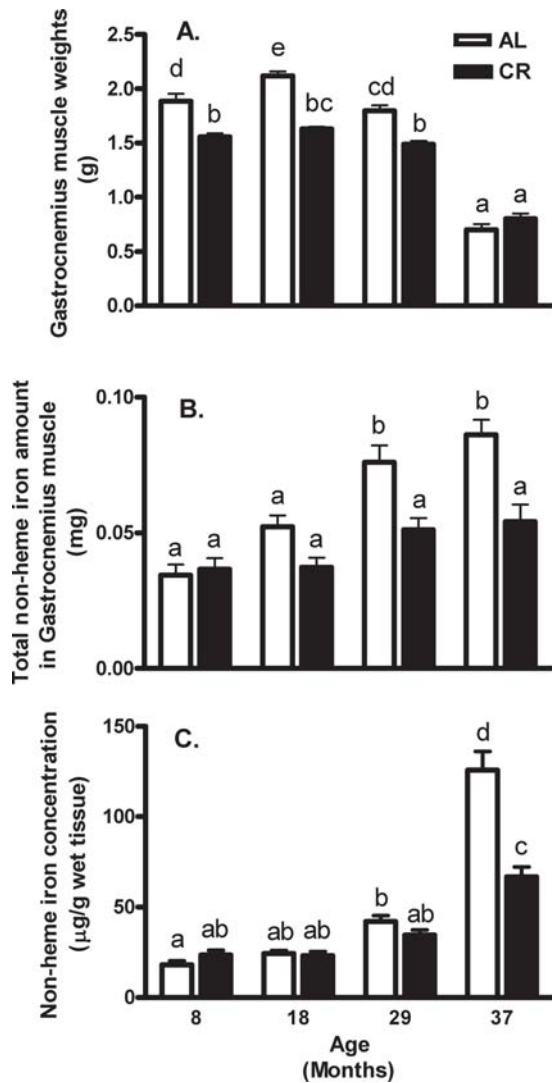 A.
AL
CR
Gastrocnemius muscle weights
(g)
2.5
2.0
1.5
1.0
0.5
0.0
d
b
e
bc
cd
b
a
a
B.
Total non-heme iron amount
in Gastrocnemius muscle
(mg)
0.10
0.05
0.00
a
a
a
a
b
a
b
a
C.
Non-heme iron concentration
(µg/g wet tissue)
150
100
50
0
a
ab
ab
ab
b
ab
d
c
8 18 29 37
Age
(Months)